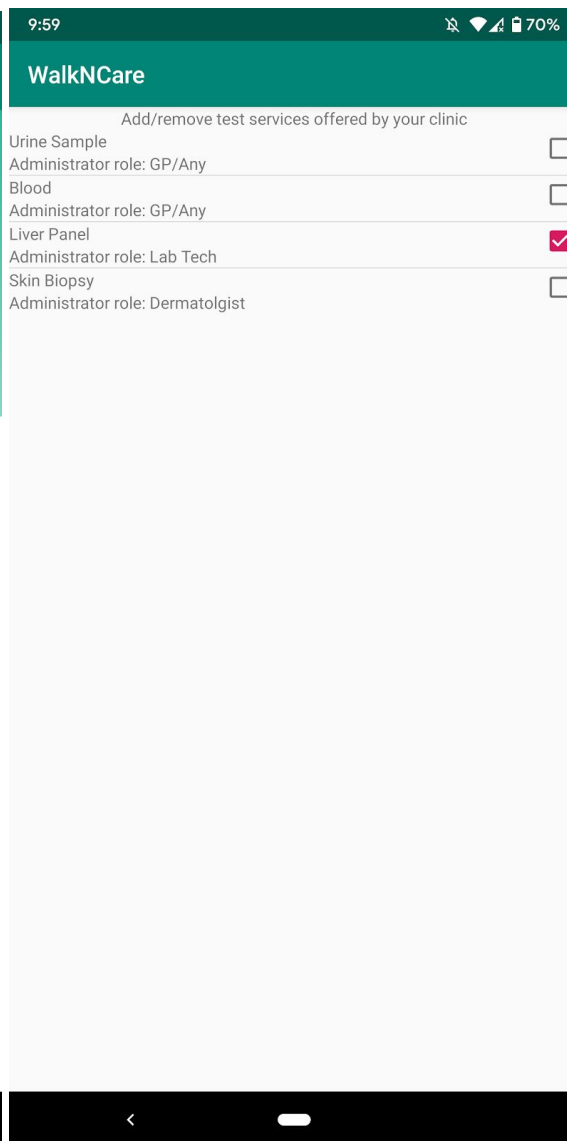 9:59
70%
WalkNCare
Add/remove test services offered by your clinic
Urine Sample
Administrator role: GP/Any
Blood
Administrator role: GP/Any
Liver Panel
Administrator role: Lab Tech
Skin Biopsy
Administrator role: Dermatolgist